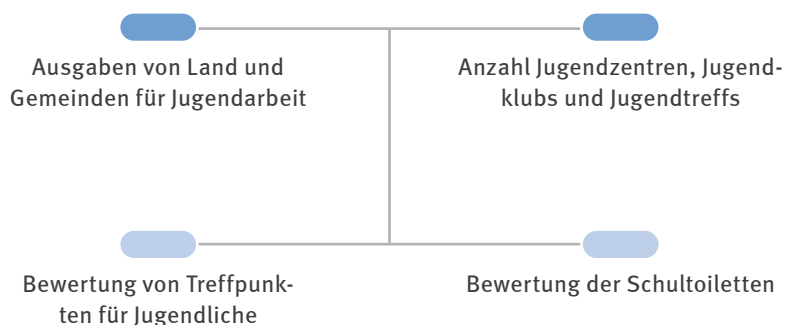 Ausgaben von Land und
Gemeinden für Jugendarbeit
Anzahl Jugendzentren, Jugend-
klubs und Jugendtreffs
Bewertung von Treffpunk-
ten für Jugendliche
Bewertung der Schultoiletten